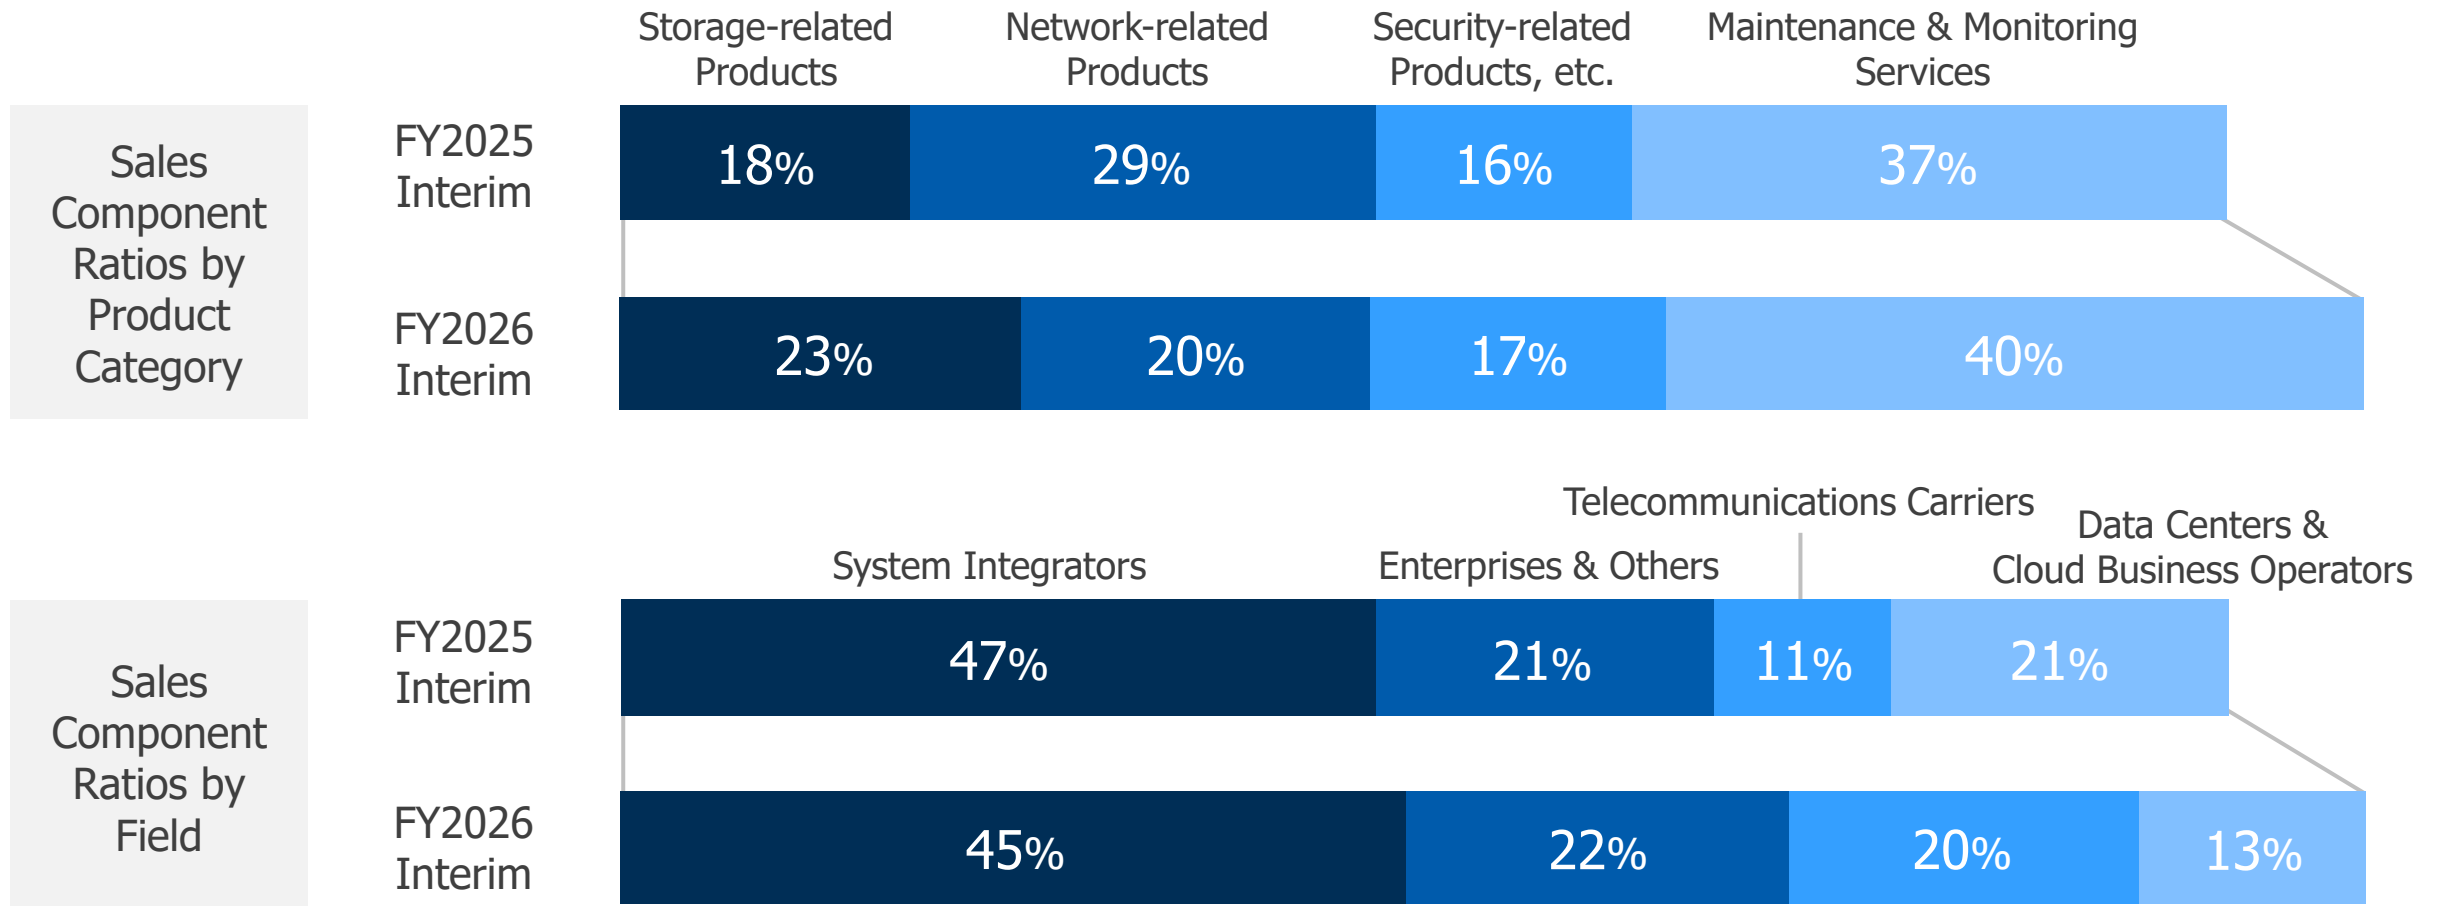 Storage-related
Products
Network-related
Products
Security-related
Products, etc.
Maintenance & Monitoring
Services
Sales
Component
Ratios by
Product
Category
FY2025
Interim
18%
29%
16%
37%
FY2026
Interim
23%
20%
17%
40%
Telecommunications Carriers
Data Centers &
Cloud Business Operators
System Integrators
Enterprises & Others
Sales
Component
Ratios by
Field
FY2025
Interim
47%
21%
11%
21%
FY2026
Interim
45%
22%
20%
13%